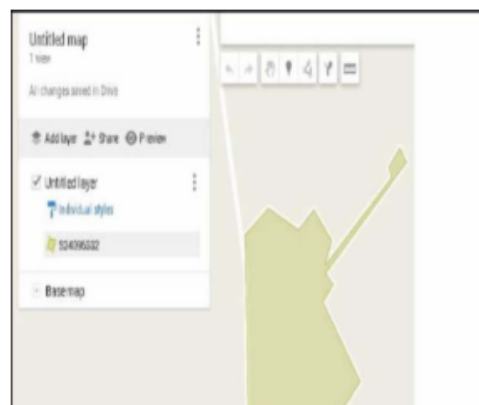 Untitled map
1 view
All changes saved in Drive
Add layer Share Preview
Untitled layer
Individual styles
Base map